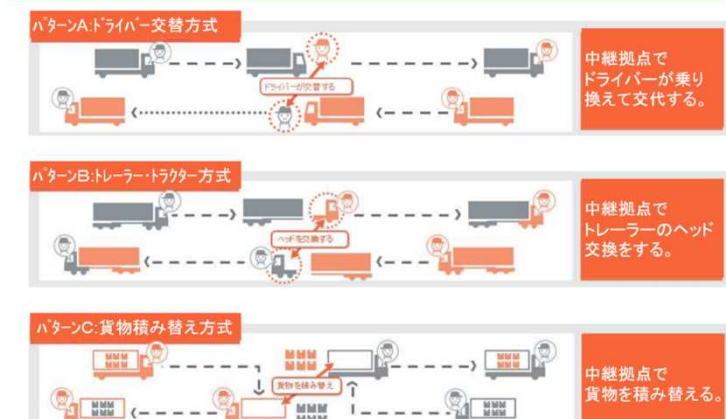 パターンA:ドライバー交替方式
ドライバーが交替する
中継拠点で
ドライバーが乗り
換えて交代する。
パターンB:トレーラー・トラクター方式
ヘッドを交換する
中継拠点で
トレーラーのヘッド
交換をする。
パターンC:貨物積み替え方式
貨物を積み替え
中継拠点で
貨物を積み替える。